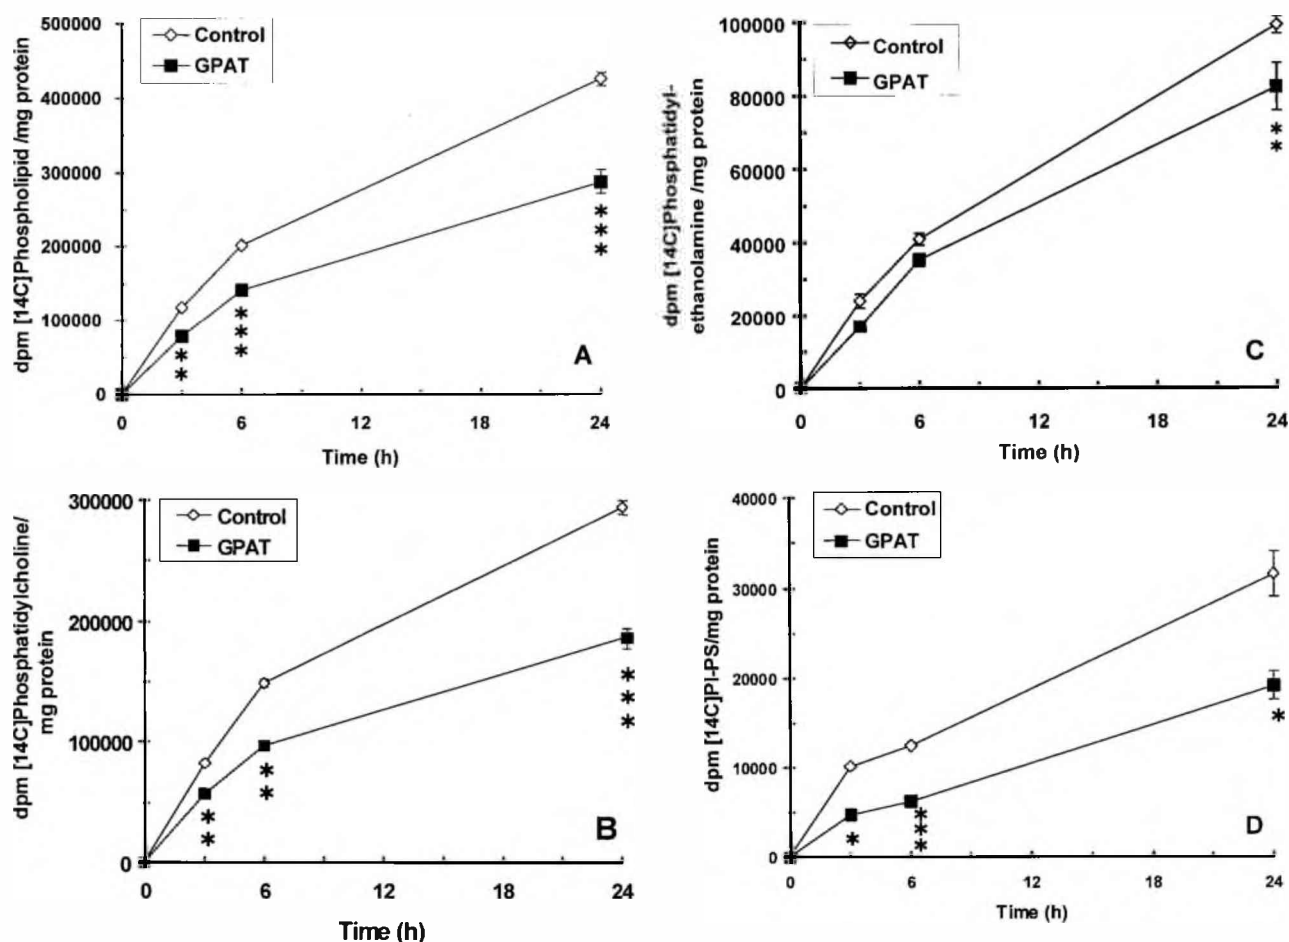 500000
400000
300000
200000
100000
0
dpm [14C]Phospholipid /mg protein
Control
GPAT
**
***
***
A
0 6 12 18 24
Time (h)
100000
80000
60000
40000
20000
0
dpm [14C]Phosphatidyl-
ethanolamine /mg protein
Control
GPAT
**
C
0 6 12 18 24
Time (h)
300000
200000
100000
0
dpm [14C]Phosphatidylcholine/
mg protein
Control
GPAT
**
**
***
B
0 6 12 18 24
Time (h)
40000
30000
20000
10000
0
dpm [14C]PI-PS/mg protein
Control
GPAT
*
***
*
D
0 6 12 18 24
Time (h)